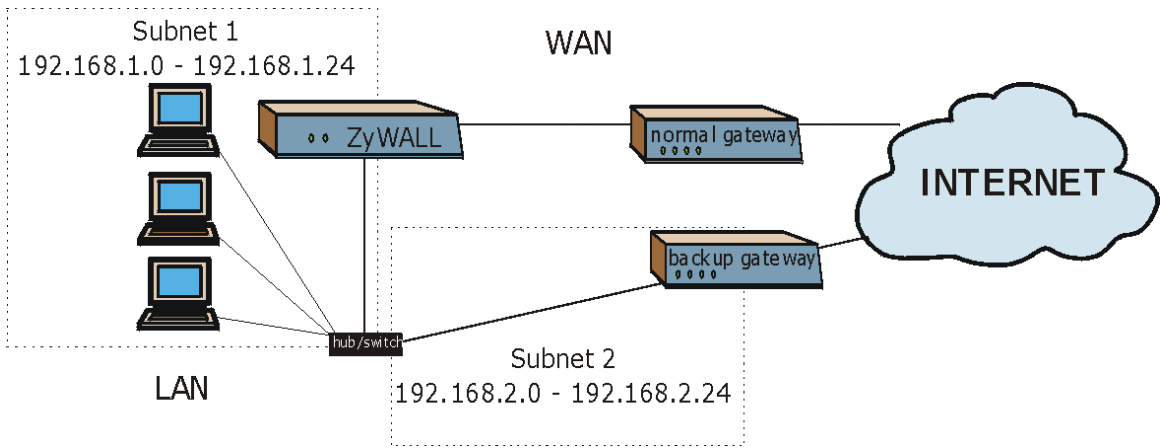 Subnet 1
192.168.1.0 - 192.168.1.24
WAN
ZyWALL
normal gateway
INTERNET
backup gateway
hub/switch
Subnet 2
192.168.2.0 - 192.168.2.24
LAN